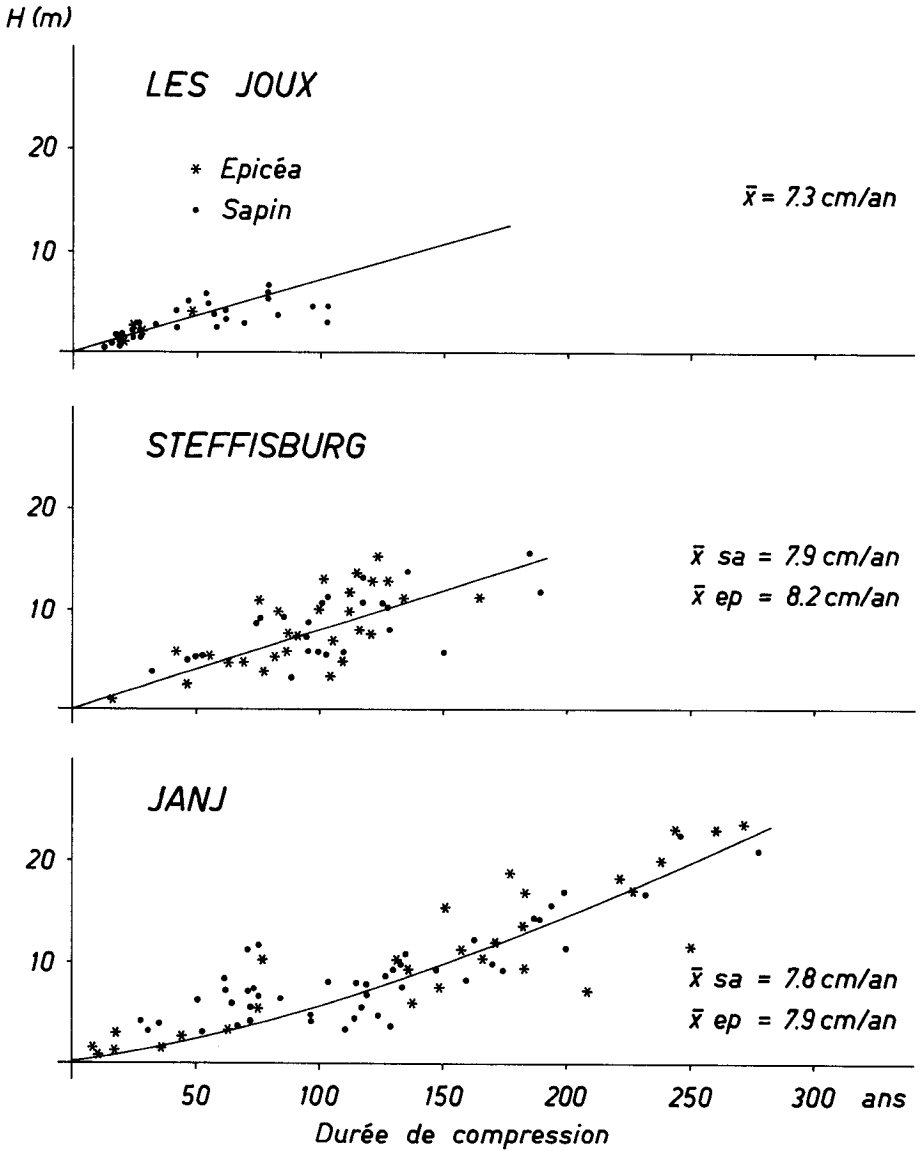 H (m)
LES JOUX
20
* Epicéa
• Sapin
x̄ = 7.3 cm/an
10
STEFFISBURG
20
x̄ sa = 7.9 cm/an
10
x̄ ep = 8.2 cm/an
JANJ
20
10
x̄ sa = 7.8 cm/an
x̄ ep = 7.9 cm/an
50 100 150 200 250 300 ans
Durée de compression